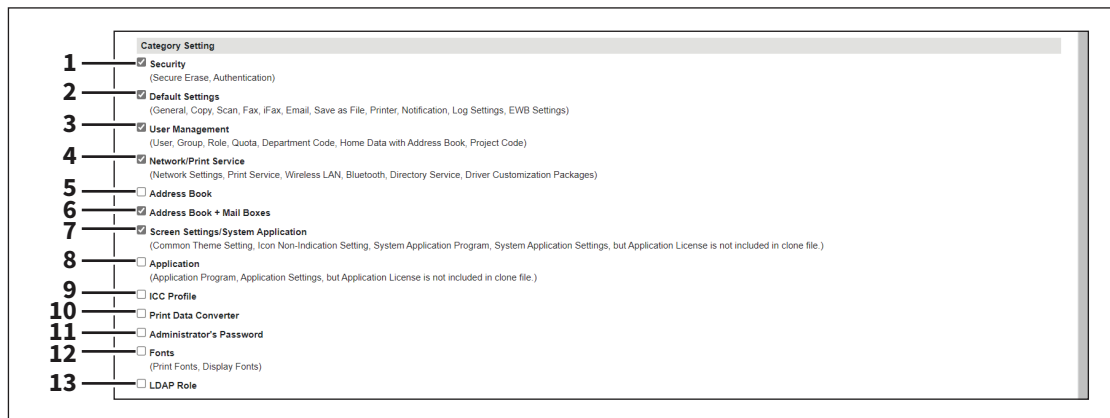 Category Setting
1 Security
(Secure Erase, Authentication)
2 Default Settings
(General, Copy, Scan, Fax, iFax, Email, Save as File, Printer, Notification, Log Settings, EWB Settings)
3 User Management
(User, Group, Role, Quota, Department Code, Home Data with Address Book, Project Code)
4 Network/Print Service
(Network Settings, Print Service, Wireless LAN, Bluetooth, Directory Service, Driver Customization Packages)
5 Address Book
6 Address Book + Mail Boxes
7 Screen Settings/System Application
(Common Theme Setting, Icon Non-Indication Setting, System Application Program, System Application Settings, but Application License is not included in clone file.)
8 Application
(Application Program, Application Settings, but Application License is not included in clone file.)
9 ICC Profile
10 Print Data Converter
11 Administrator's Password
12 Fonts
(Print Fonts, Display Fonts)
13 LDAP Role